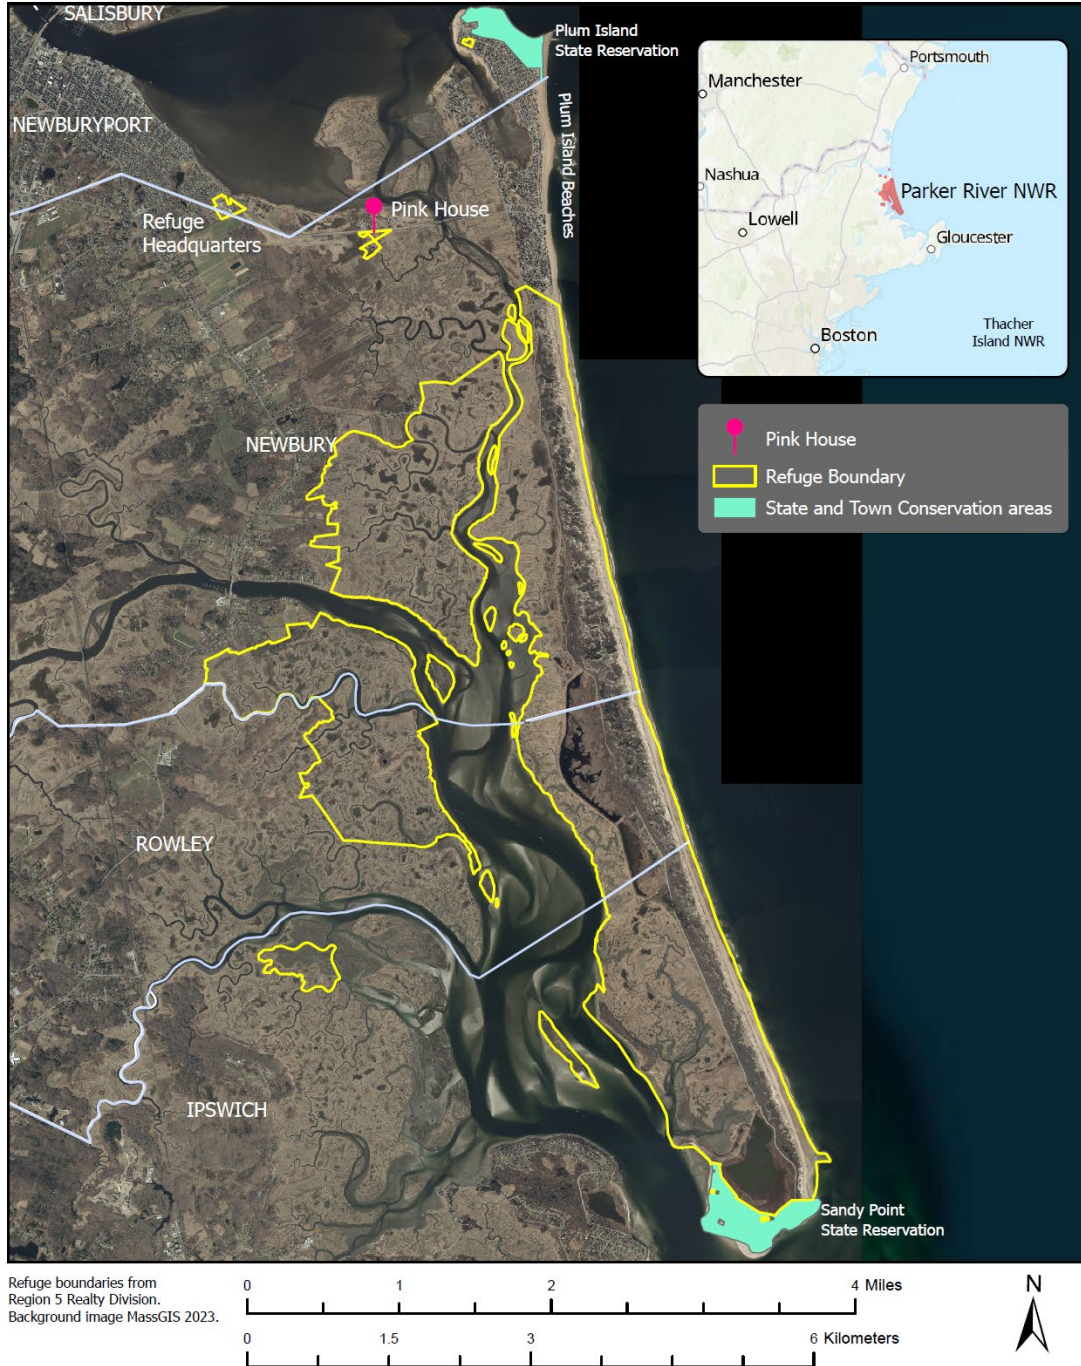 SALISBURY
Plum Island
State Reservation
NEWBURYPORT
Plum Island Beaches
Refuge
Headquarters
Pink House
NEWBURY
ROWLEY
IPSWICH
Sandy Point
State Reservation
Portsmouth
Manchester
Nashua
Parker River NWR
Lowell
Gloucester
Thacher
Island NWR
Boston
Pink House
Refuge Boundary
State and Town Conservation areas
Refuge boundaries from
Region 5 Realty Division.
Background image MassGIS 2023.
0 1 2 4 Miles
0 1.5 3 6 Kilometers
N